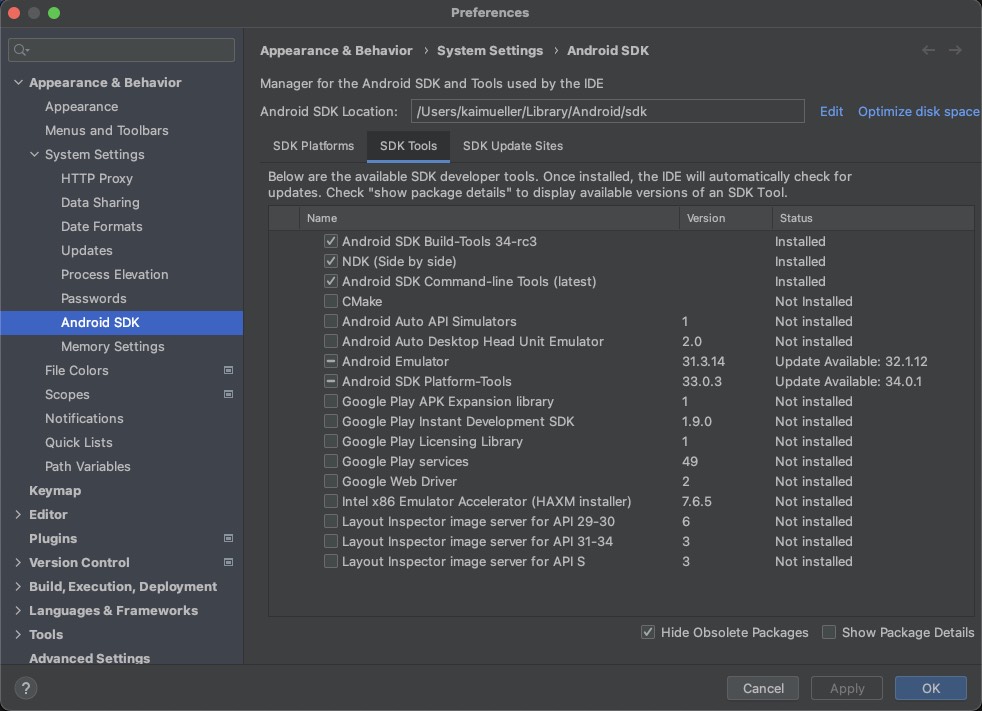 Preferences
Appearance & Behavior
Appearance
Menus and Toolbars
System Settings
HTTP Proxy
Data Sharing
Date Formats
Updates
Process Elevation
Passwords
Android SDK
Memory Settings
File Colors
Scopes
Notifications
Quick Lists
Path Variables
Keymap
Editor
Plugins
Version Control
Build, Execution, Deployment
Languages & Frameworks
Tools
Advanced Settings
Appearance & Behavior › System Settings › Android SDK
Manager for the Android SDK and Tools used by the IDE
Android SDK Location: /Users/kaimueller/Library/Android/sdk Edit Optimize disk space
SDK Platforms SDK Tools SDK Update Sites
Below are the available SDK developer tools. Once installed, the IDE will automatically check for
updates. Check "show package details" to display available versions of an SDK Tool.
Name Version Status
Android SDK Build-Tools 34-rc3 Installed
NDK (Side by side) Installed
Android SDK Command-line Tools (latest) Installed
CMake Not Installed
Android Auto API Simulators 1 Not installed
Android Auto Desktop Head Unit Emulator 2.0 Not installed
Android Emulator 31.3.14 Update Available: 32.1.12
Android SDK Platform-Tools 33.0.3 Update Available: 34.0.1
Google Play APK Expansion library 1 Not installed
Google Play Instant Development SDK 1.9.0 Not installed
Google Play Licensing Library 1 Not installed
Google Play services 49 Not installed
Google Web Driver 2 Not installed
Intel x86 Emulator Accelerator (HAXM installer) 7.6.5 Not installed
Layout Inspector image server for API 29-30 6 Not installed
Layout Inspector image server for API 31-34 3 Not installed
Layout Inspector image server for API S 3 Not installed
Hide Obsolete Packages Show Package Details
? Cancel Apply OK